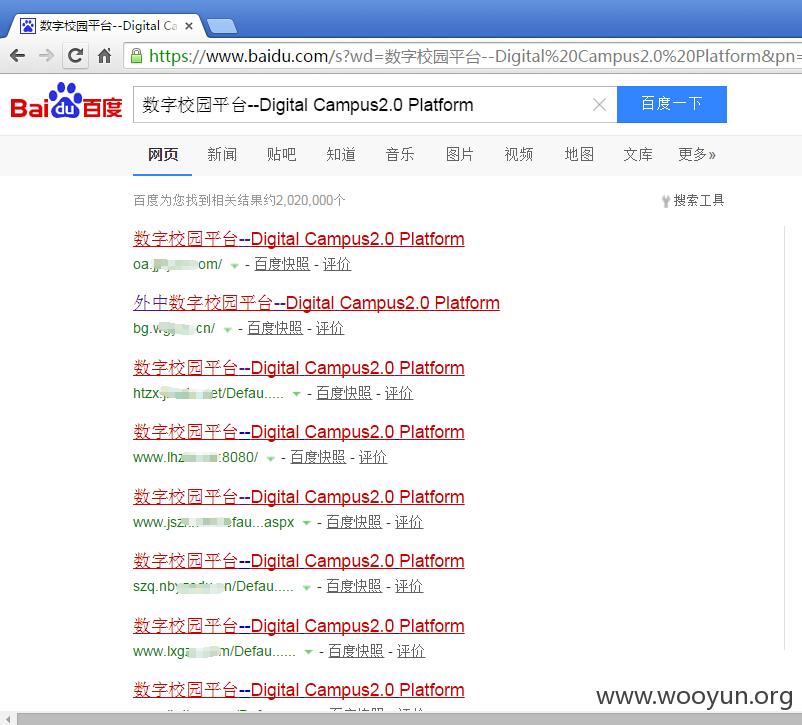 数字校园平台--Digital Ca
https://www.baidu.com/s?wd=数字校园平台--Digital%20Campus2.0%20Platform&pn=
Bai du 百度
数字校园平台--Digital Campus2.0 Platform
百度一下
网页 新闻 贴吧 知道 音乐 图片 视频 地图 文库 更多»
百度为您找到相关结果约2,020,000个
搜索工具
数字校园平台--Digital Campus2.0 Platform
oa. om/ - 百度快照 - 评价
外中数字校园平台--Digital Campus2.0 Platform
bg. cn/ - 百度快照 - 评价
数字校园平台--Digital Campus2.0 Platform
htzx. et/Defau..... - 百度快照 - 评价
数字校园平台--Digital Campus2.0 Platform
www.lhz :8080/ - 百度快照 - 评价
数字校园平台--Digital Campus2.0 Platform
www.jsz efau...aspx - 百度快照 - 评价
数字校园平台--Digital Campus2.0 Platform
szq.nb n/Defau..... - 百度快照 - 评价
数字校园平台--Digital Campus2.0 Platform
www.lxg m/Defau...... - 百度快照 - 评价
数字校园平台--Digital Campus2.0 Platform
www.wooyun.org